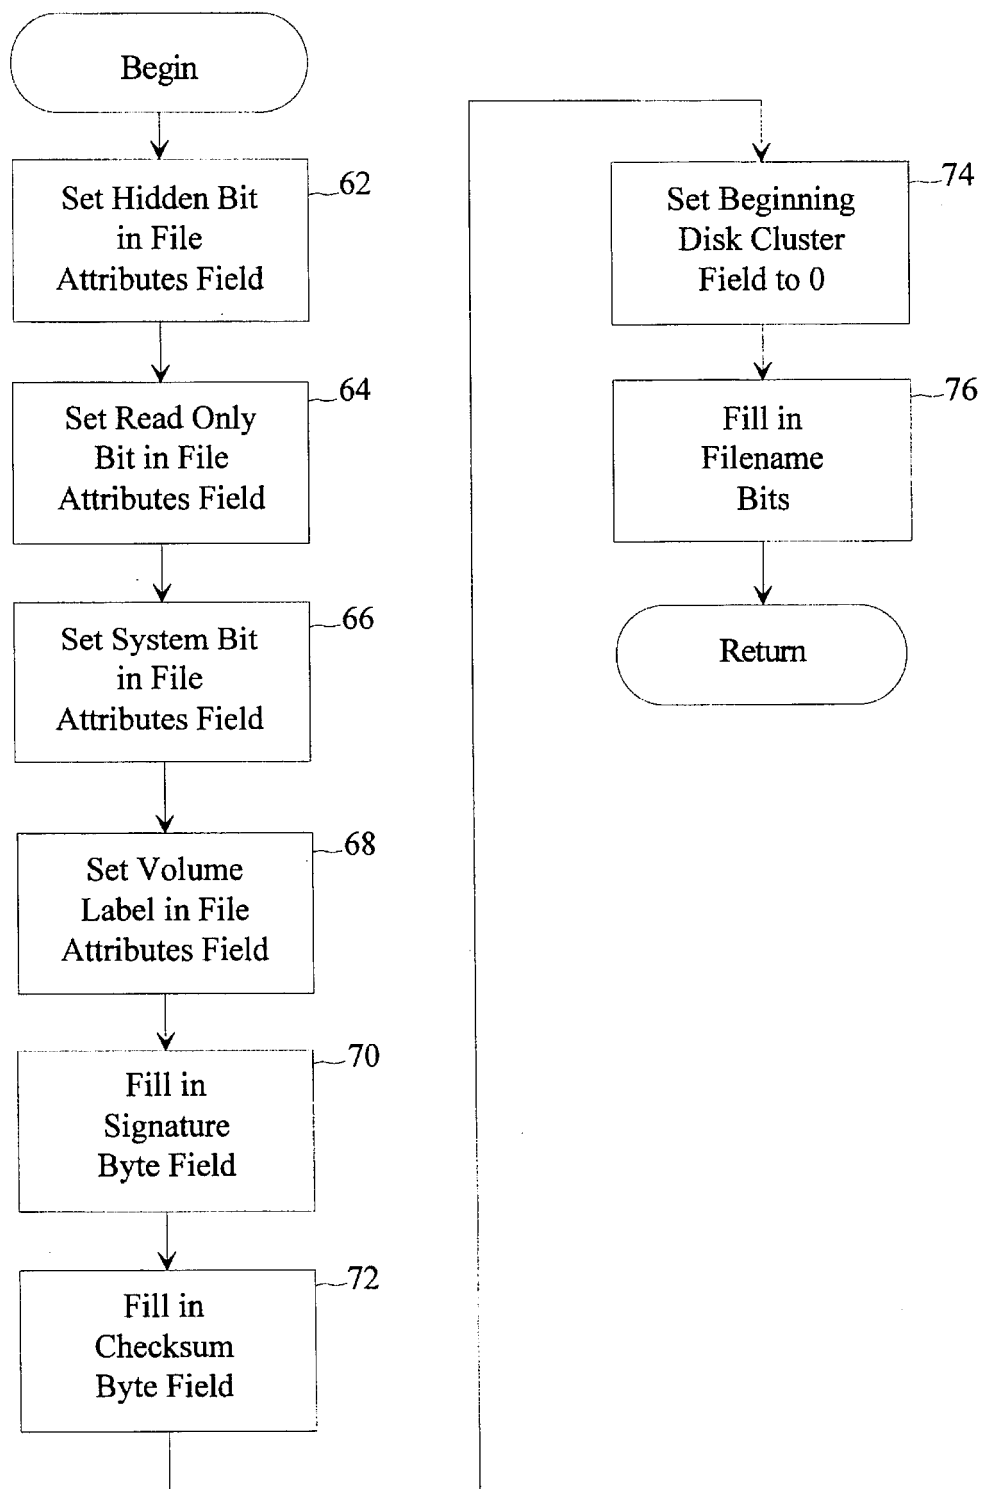 Begin
62
Set Hidden Bit
in File
Attributes Field
64
Set Read Only
Bit in File
Attributes Field
66
Set System Bit
in File
Attributes Field
68
Set Volume
Label in File
Attributes Field
70
Fill in
Signature
Byte Field
72
Fill in
Checksum
Byte Field
74
Set Beginning
Disk Cluster
Field to 0
76
Fill in
Filename
Bits
Return